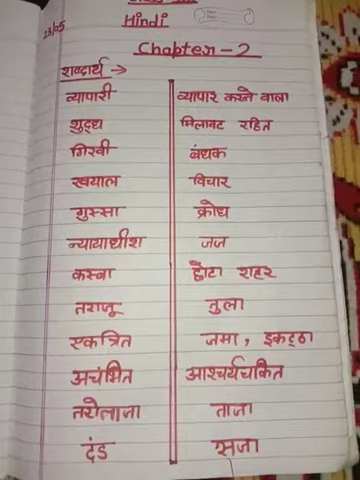 23/05
Hindi
Chapter-2
शब्दार्थ →
व्यापारी व्यापार करने वाला
शुद्ध मिलावट रहित
गिरवी बंधक
खयाल विचार
गुस्सा क्रोध
न्यायाधीश जज
कस्बा छोटा शहर
तराजू तुला
एकत्रित जमा, इकट्ठा
अचंभित आश्चर्यचकित
तरोताजा ताजा
दंड सजा